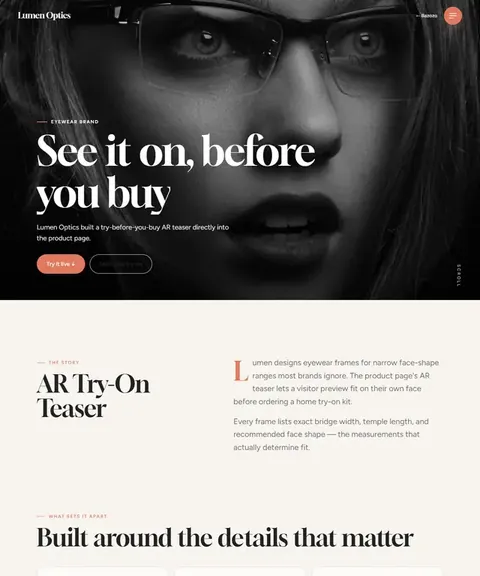 Lumen Optics
EYEWEAR BRAND
See it on, before
you buy
Lumen Optics built a try-before-you-buy AR teaser directly into
the product page.
Try it live ↓
SCROLL
THE STORY
AR Try-On
Teaser
Lumen designs eyewear frames for narrow face-shape
ranges most brands ignore. The product page's AR
teaser lets a visitor preview fit on their own face
before ordering a home try-on kit.
Every frame lists exact bridge width, temple length, and
recommended face shape — the measurements that
actually determine fit.
WHAT SETS IT APART
Built around the details that matter